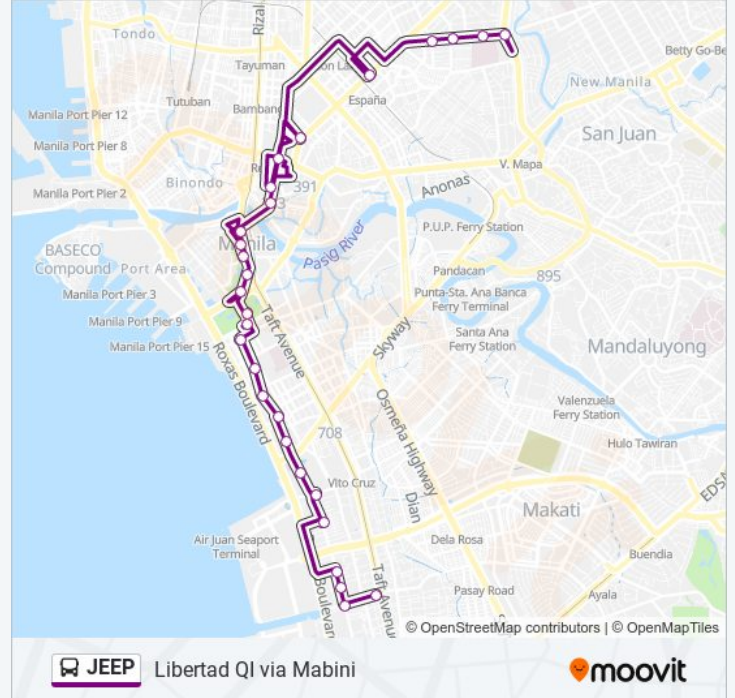 Rizal
Tondo
Betty Go-Be
Tayuman
on La
España
New Manila
Tutuban
Bambang
Manila Port Pier 12
San Juan
Manila Port Pier 8
V. Mapa
Binondo
391
Anonas
Manila Port Pier 2
P.U.P. Ferry Station
Pasig River
Manila
BASECO
Compound
Port Area
Pandacan
895
Punta-Sta. Ana Banca
Ferry Terminal
Manila Port Pier 3
Manila Port Pier 9
Taft Avenue
Santa Ana
Ferry Station
Skyway
Mandaluyong
Manila Port Pier 15
Roxas Boulevard
Osmeña Highway
Valenzuela
Ferry Station
708
Hulo Tawiran
Vito Cruz
EDSA
Dian
Makati
Air Juan Seaport
Terminal
Dela Rosa
Buendia
Taft Avenue
Boulevard
Pasay Road
Ayala
© OpenStreetMap contributors | © OpenMapTiles
JEEP
Libertad QI via Mabini
moovit